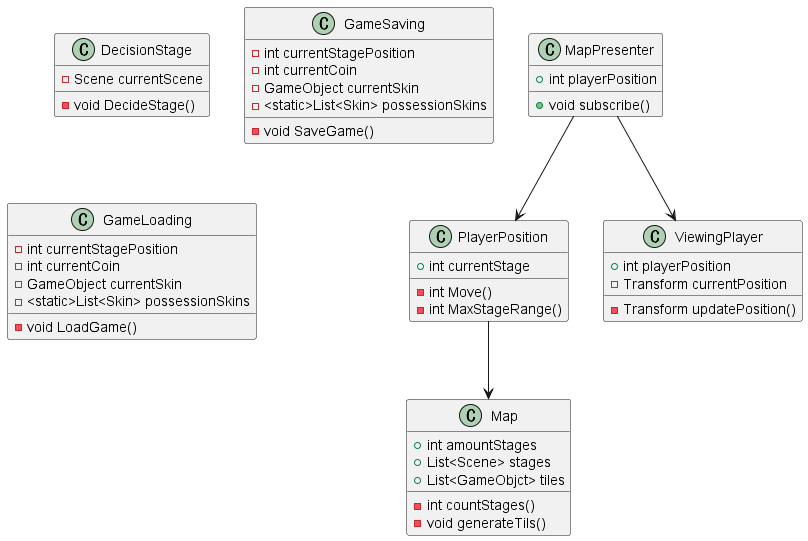 C DecisionStage
Scene currentScene
void DecideStage()
C GameSaving
int currentStagePosition
int currentCoin
GameObject currentSkin
<static>List<Skin> possessionSkins
void SaveGame()
C MapPresenter
int playerPosition
void subscribe()
C GameLoading
int currentStagePosition
int currentCoin
GameObject currentSkin
<static>List<Skin> possessionSkins
void LoadGame()
C PlayerPosition
int currentStage
int Move()
int MaxStageRange()
C ViewingPlayer
int playerPosition
Transform currentPosition
Transform updatePosition()
C Map
int amountStages
List<Scene> stages
List<GameObjct> tiles
int countStages()
void generateTils()